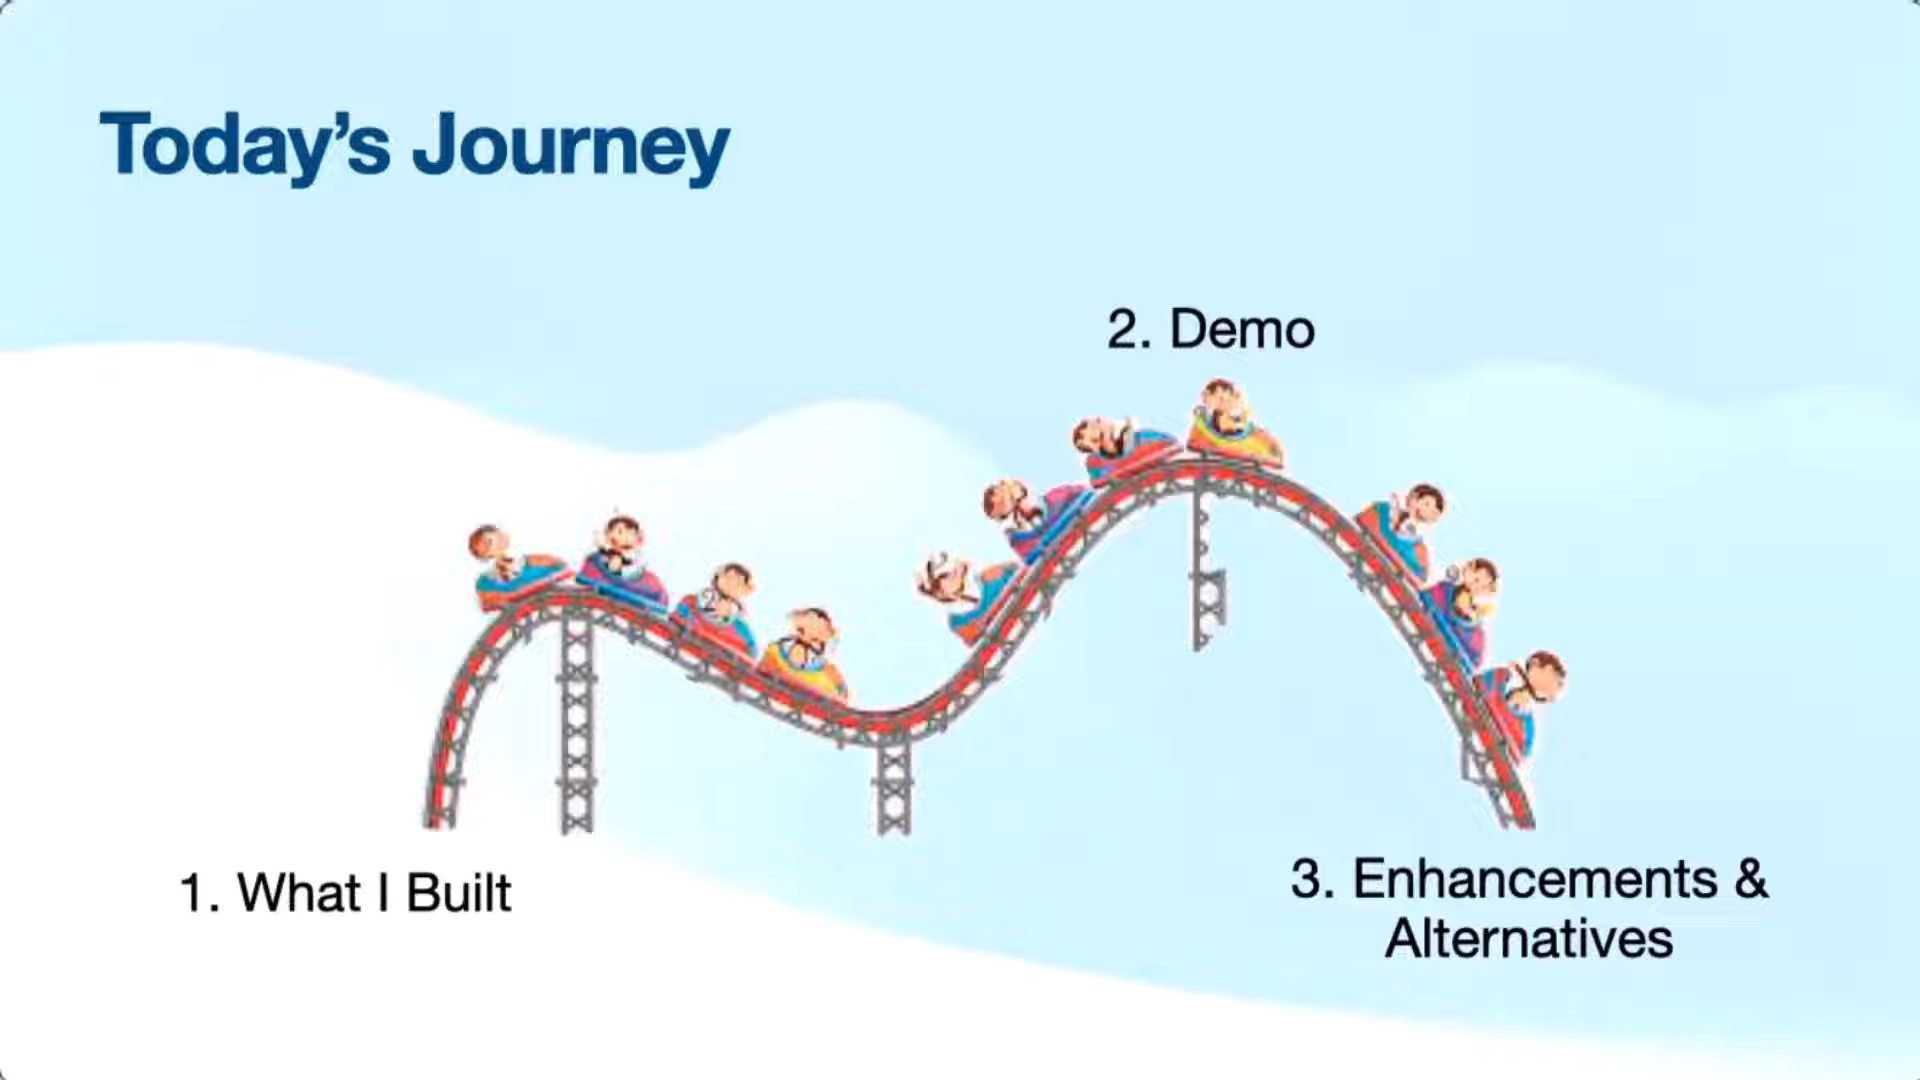 Today’s Journey
2. Demo
1. What I Built
3. Enhancements &
Alternatives